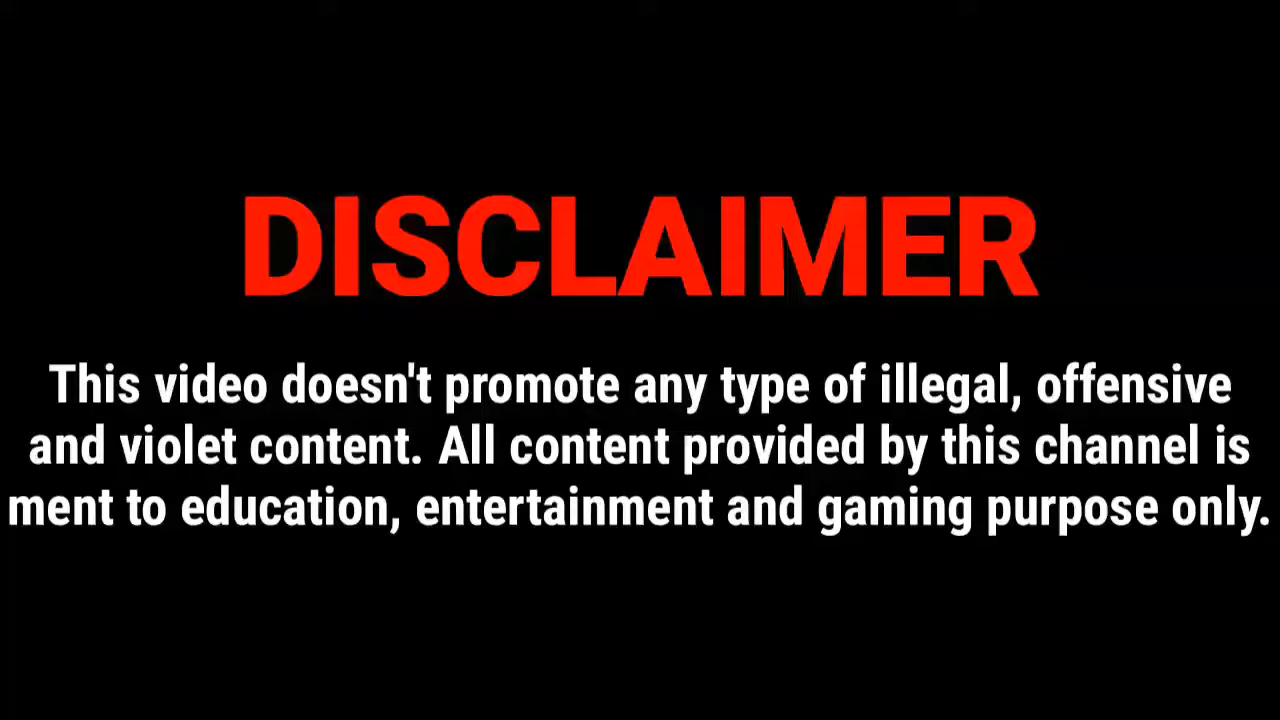 DISCLAIMER
This video doesn't promote any type of illegal, offensive
and violet content. All content provided by this channel is
ment to education, entertainment and gaming purpose only.